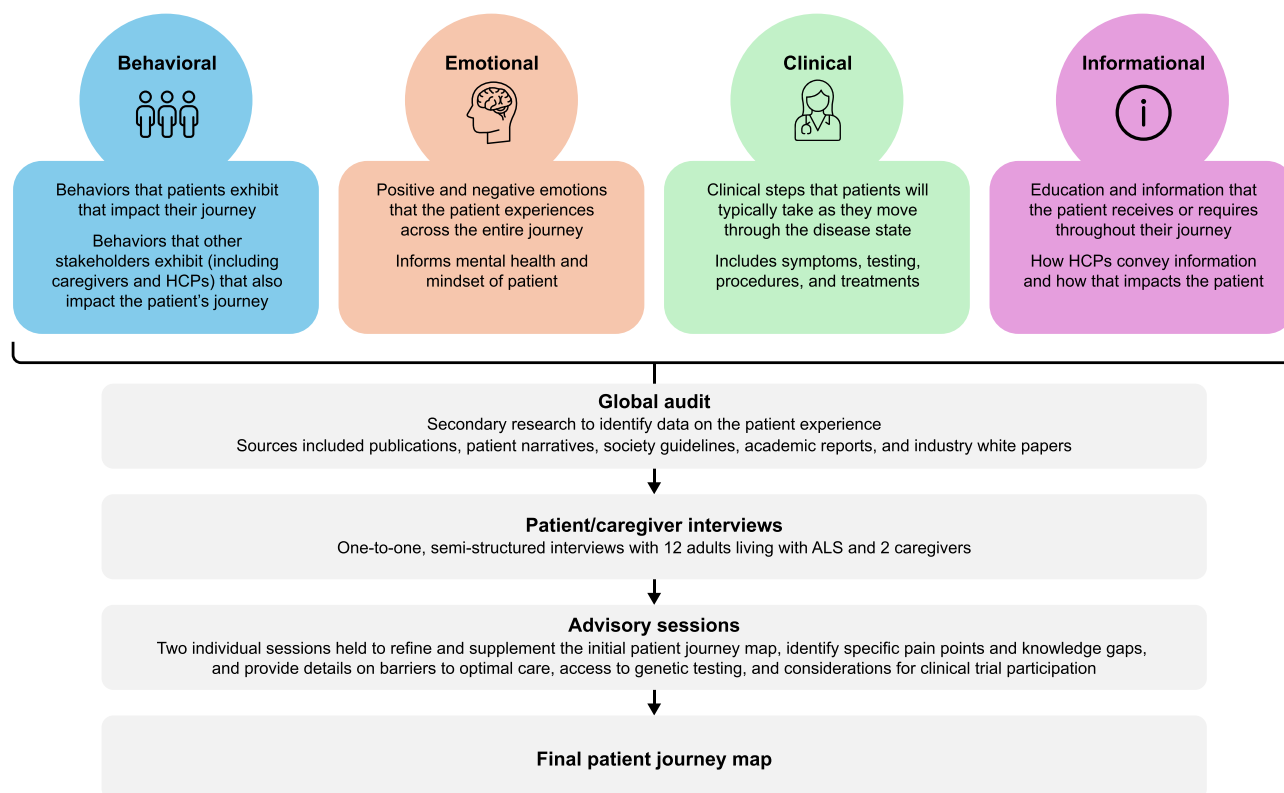 Behavioral
Behaviors that patients exhibit
that impact their journey
Behaviors that other
stakeholders exhibit (including
caregivers and HCPs) that also
impact the patient’s journey
Emotional
Positive and negative emotions
that the patient experiences
across the entire journey
Informs mental health and
mindset of patient
Clinical
Clinical steps that patients will
typically take as they move
through the disease state
Includes symptoms, testing,
procedures, and treatments
Informational
i
Education and information that
the patient receives or requires
throughout their journey
How HCPs convey information
and how that impacts the patient
Global audit
Secondary research to identify data on the patient experience
Sources included publications, patient narratives, society guidelines, academic reports, and industry white papers
Patient/caregiver interviews
One-to-one, semi-structured interviews with 12 adults living with ALS and 2 caregivers
Advisory sessions
Two individual sessions held to refine and supplement the initial patient journey map, identify specific pain points and knowledge gaps,
and provide details on barriers to optimal care, access to genetic testing, and considerations for clinical trial participation
Final patient journey map